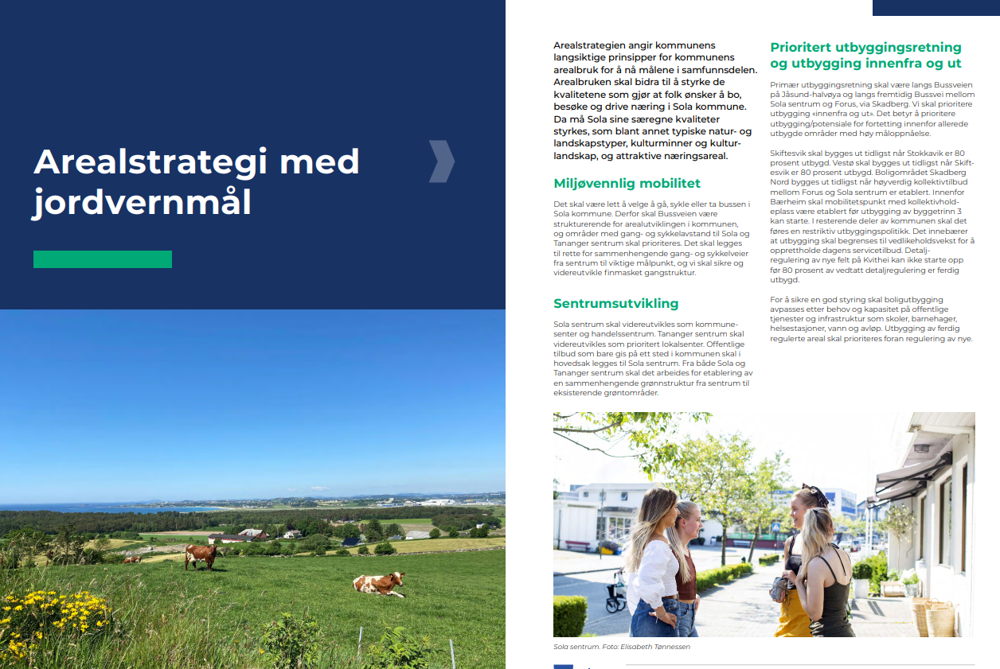 Arealstrategi med
jordvernmål
Arealstrategien angir kommunens
langsiktige prinsipper for kommunens
arealbruk for å nå målene i samfunnsdelen.
Arealbruken skal bidra til å styrke de
kvalitetene som gjør at folk ønsker å bo,
besøke og drive næring i Sola kommune.
Da må Sola sine særegne kvaliteter
styrkes, som blant annet typiske natur- og
landskapstyper, kulturminner og kultur-
landskap, og attraktive næringsareal.
Miljøvennlig mobilitet
Det skal være lett å velge å gå, sykle eller ta bussen i
Sola kommune. Derfor skal Bussveien være
strukturerende for arealutviklingen i kommunen,
og områder med gang- og sykkelavstand til Sola og
Tananger sentrum skal prioriteres. Det skal legges
til rette for sammenhengende gang- og sykkelveier
fra sentrum til viktige målpunkt, og vi skal sikre og
videreutvikle finmasket gangstruktur.
Sentrumsutvikling
Sola sentrum skal videreutvikles som kommune-
senter og handelssentrum. Tananger sentrum skal
videreutvikles som prioritert lokalsenter. Offentlige
tilbud som bare gis på ett sted i kommunen skal i
hovedsak legges til Sola sentrum. Fra både Sola og
Tananger sentrum skal det arbeides for etablering av
en sammenhengende grønnstruktur fra sentrum til
eksisterende grøntområder.
Prioritert utbyggingsretning
og utbygging innenfra og ut
Primær utbyggingsretning skal være langs Bussveien
på Jåsund-halvøya og langs fremtidig Bussvei mellom
Sola sentrum og Forus, via Skadberg. Vi skal prioritere
utbygging «innenfra og ut». Det betyr å prioritere
utbygging/potensiale for fortetting innenfor allerede
utbygde områder med høy måloppnåelse.
Skiftesvik skal bygges ut tidligst når Stokkavik er 80
prosent utbygd. Vestø skal bygges ut tidligst når Skift-
esvik er 80 prosent utbygd. Boligområdet Skadberg
Nord bygges ut tidligst når høyverdig kollektivtilbud
mellom Forus og Sola sentrum er etablert. Innenfor
Bærheim skal mobilitetspunkt med kollektivhold-
eplass være etablert før utbygging av byggetrinn 3
kan starte. I resterende deler av kommunen skal det
føres en restriktiv utbyggingspolitikk. Det innebærer
at utbygging skal begrenses til vedlikeholdsvekst for å
opprettholde dagens servicetilbud. Detalj-
regulering av nye felt på Kvithei kan ikke starte opp
før 80 prosent av vedtatt detaljregulering er ferdig
utbygd.
For å sikre en god styring skal boligutbygging
avpasses etter behov og kapasitet på offentlige
tjenester og infrastruktur som skoler, barnehager,
helsestasjoner, vann og avløp. Utbygging av ferdig
regulerte areal skal prioriteres foran regulering av nye.
Sola sentrum. Foto: Elisabeth Tønnessen